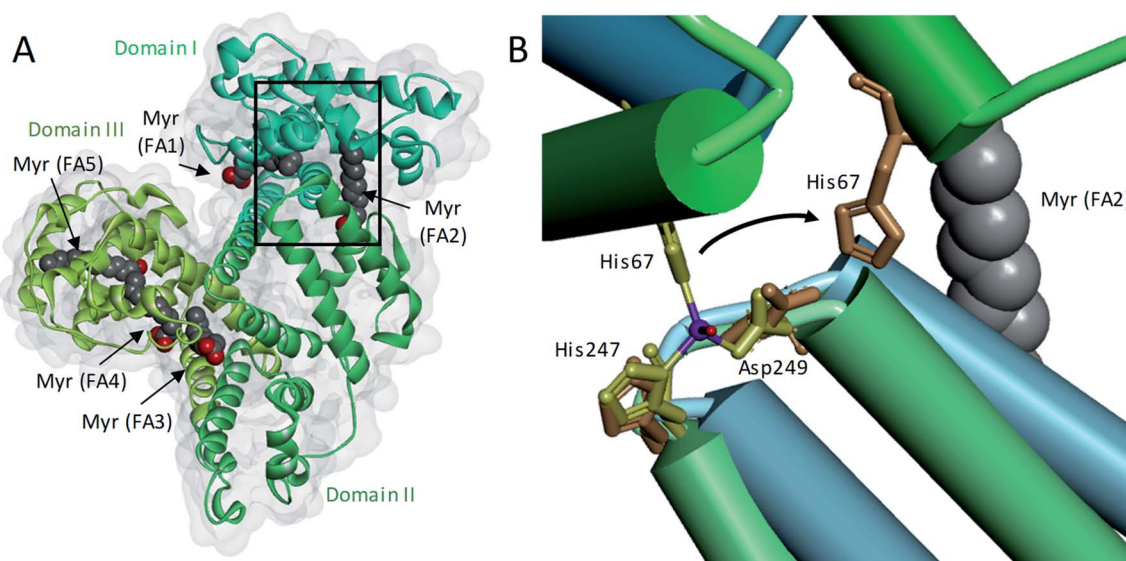 A
Domain I
Domain III
Myr
(FA5)
Myr
(FA1)
Myr
(FA2)
Myr (FA4)
Myr (FA3)
Domain II
B
His67
Myr (FA2)
His67
His247
Asp249